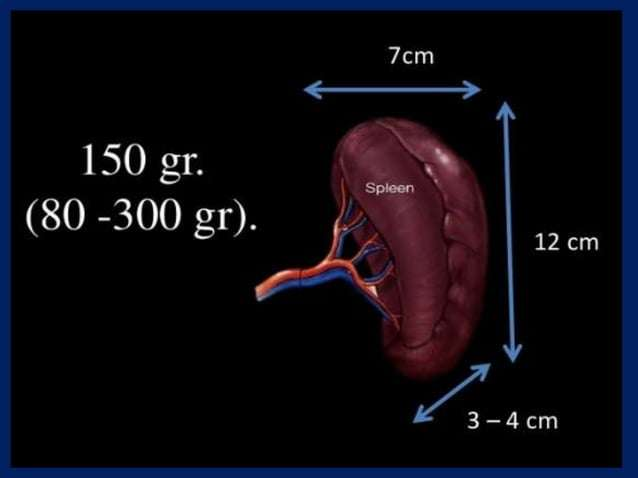 7cm
150 gr.
(80 -300 gr).
Spleen
12 cm
3 – 4 cm